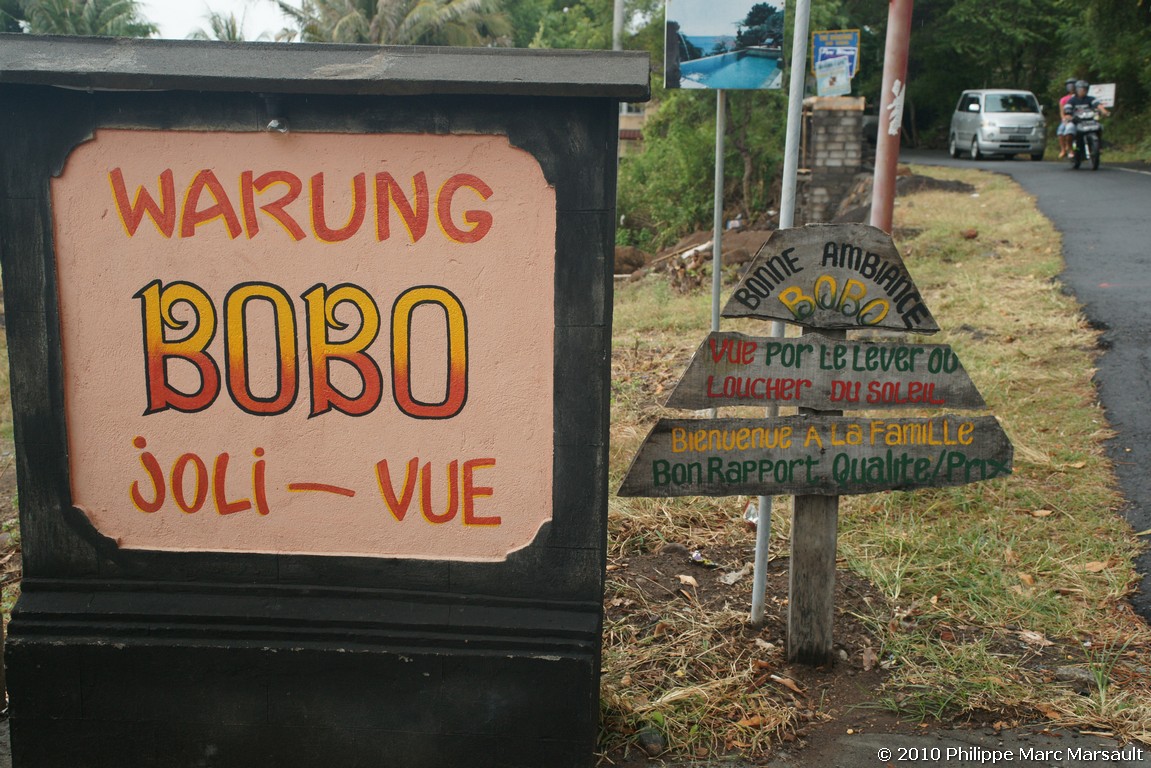 WARUNG
BOBO
JOLI – VUE
BONNE AMBIANCE
BOBO
VUE POR LE LEVER OU
LOUCHER DU SOLEIL
BIENUENUE A LA FAMILLE
BON RAPPORT QUALITE/PRIX
© 2010 Philippe Marc Marsault